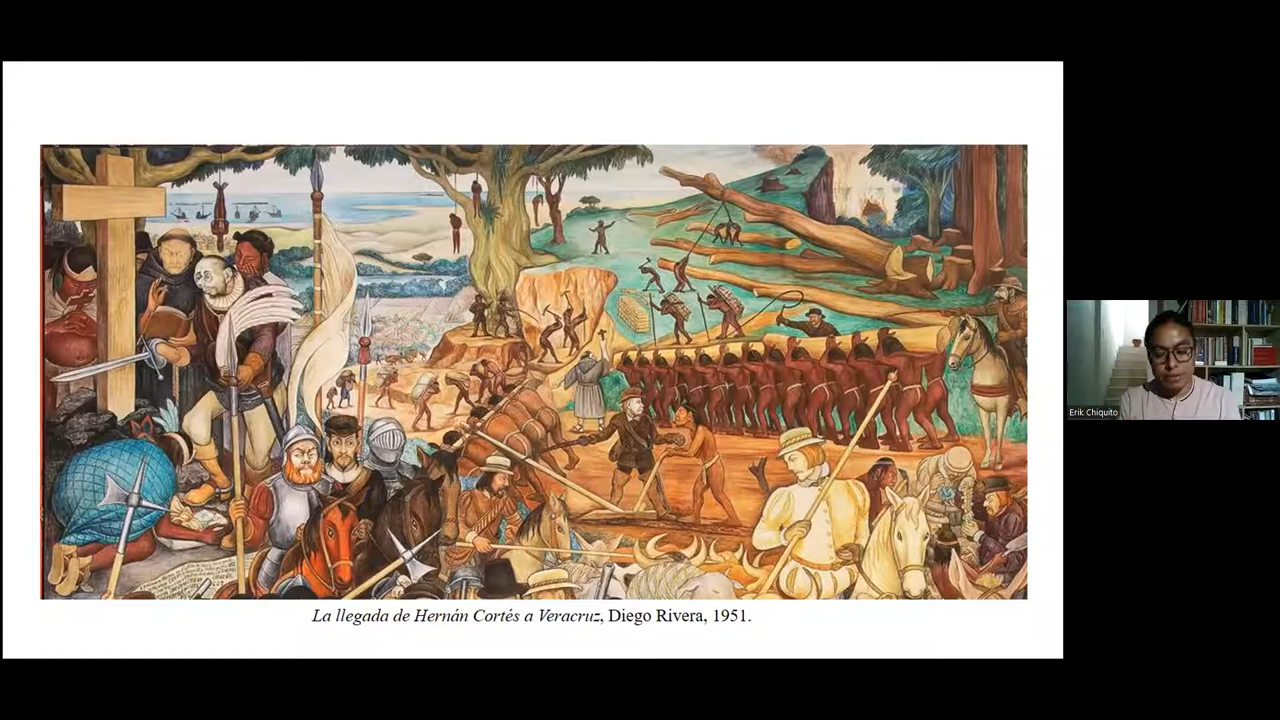 La llegada de Hernán Cortés a Veracruz, Diego Rivera, 1951.
Erik Chiquito